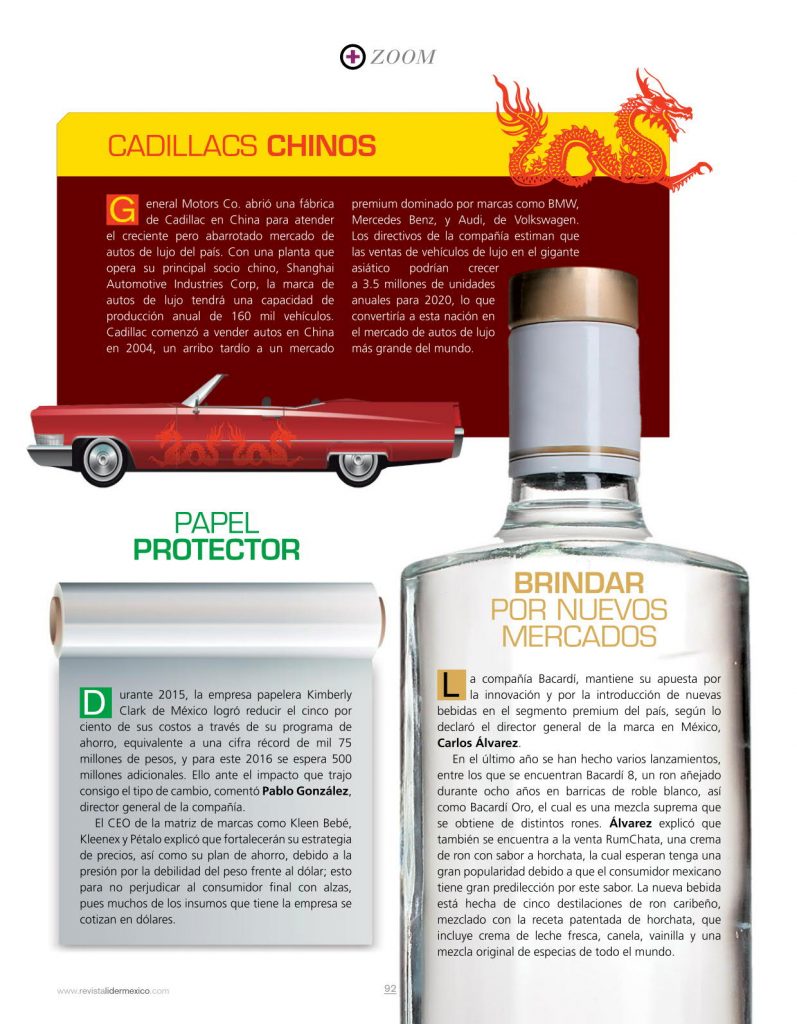 ZOOM
CADILLACS CHINOS
General Motors Co. abrió una fábrica
de Cadillac en China para atender
el creciente pero abarrotado mercado de
autos de lujo del país. Con una planta que
opera su principal socio chino, Shanghai
Automotive Industries Corp, la marca de
autos de lujo tendrá una capacidad de
producción anual de 160 mil vehículos.
Cadillac comenzó a vender autos en China
en 2004, un arribo tardío a un mercado
premium dominado por marcas como BMW,
Mercedes Benz, y Audi, de Volkswagen.
Los directivos de la compañía estiman que
las ventas de vehículos de lujo en el gigante
asiático podrían crecer
a 3.5 millones de unidades
anuales para 2020, lo que
convertiría a esta nación en
el mercado de autos de lujo
más grande del mundo.
PAPEL
PROTECTOR
Durante 2015, la empresa papelera Kimberly
Clark de México logró reducir el cinco por
ciento de sus costos a través de su programa de
ahorro, equivalente a una cifra récord de mil 75
millones de pesos, y para este 2016 se espera 500
millones adicionales. Ello ante el impacto que trajo
consigo el tipo de cambio, comentó Pablo González,
director general de la compañía.
El CEO de la matriz de marcas como Kleen Bebé,
Kleenex y Pétalo explicó que fortalecerán su estrategia
de precios, así como su plan de ahorro, debido a la
presión por la debilidad del peso frente al dólar; esto
para no perjudicar al consumidor final con alzas,
pues muchos de los insumos que tiene la empresa se
cotizan en dólares.
BRINDAR
POR NUEVOS
MERCADOS
La compañía Bacardí, mantiene su apuesta por
la innovación y por la introducción de nuevas
bebidas en el segmento premium del país, según lo
declaró el director general de la marca en México,
Carlos Álvarez.
En el último año se han hecho varios lanzamientos,
entre los que se encuentran Bacardí 8, un ron añejado
durante ocho años en barricas de roble blanco, así
como Bacardí Oro, el cual es una mezcla suprema que
se obtiene de distintos rones. Álvarez explicó que
también se encuentra a la venta RumChata, una crema
de ron con sabor a horchata, la cual esperan tenga una
gran popularidad debido a que el consumidor mexicano
tiene gran predilección por este sabor. La nueva bebida
está hecha de cinco destilaciones de ron caribeño,
mezclado con la receta patentada de horchata, que
incluye crema de leche fresca, canela, vainilla y una
mezcla original de especias de todo el mundo.
www.revistalidermexico.com
92